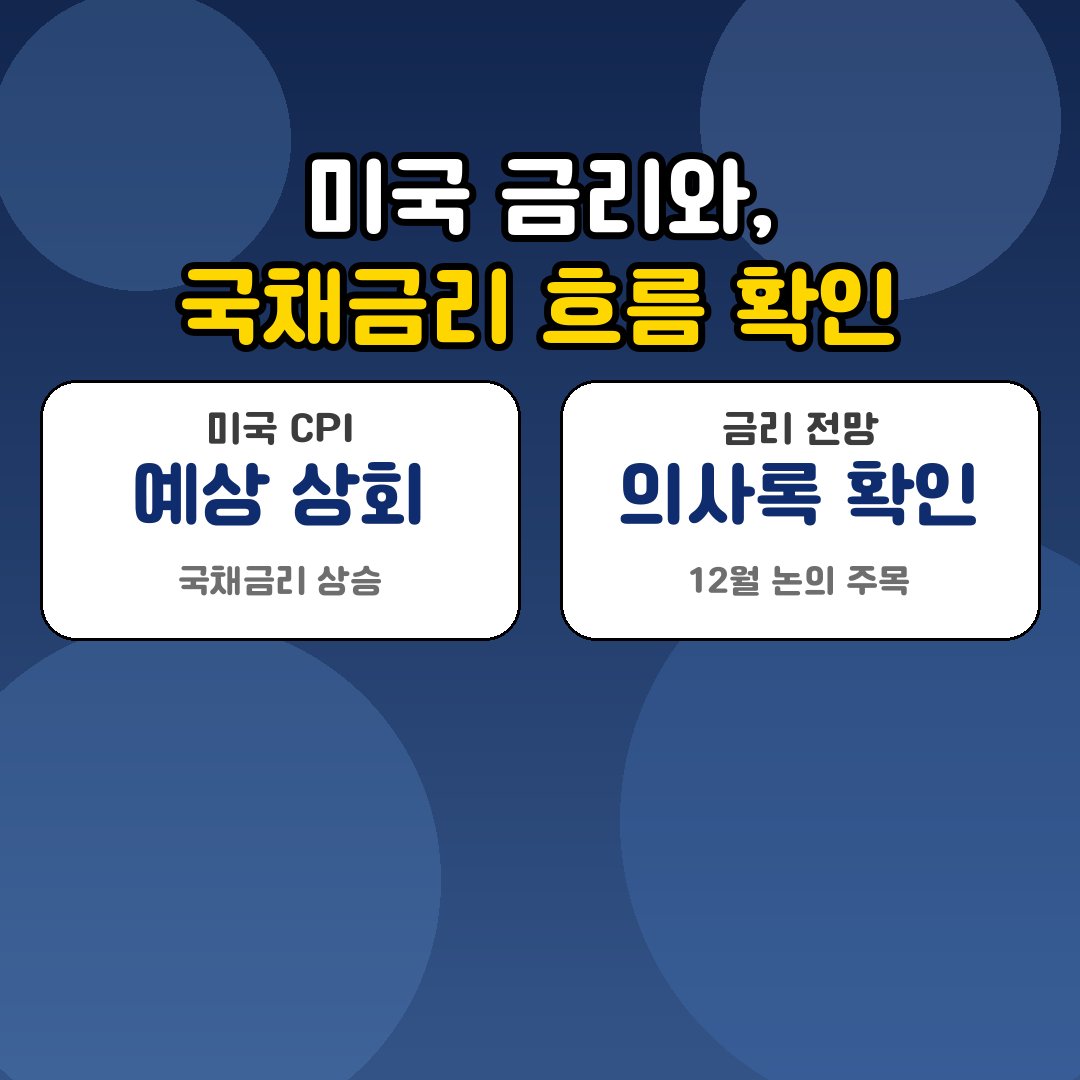 미국 금리와,
국채금리 흐름 확인
미국 CPI
예상 상회
국채금리 상승
금리 전망
의사록 확인
12월 논의 주목